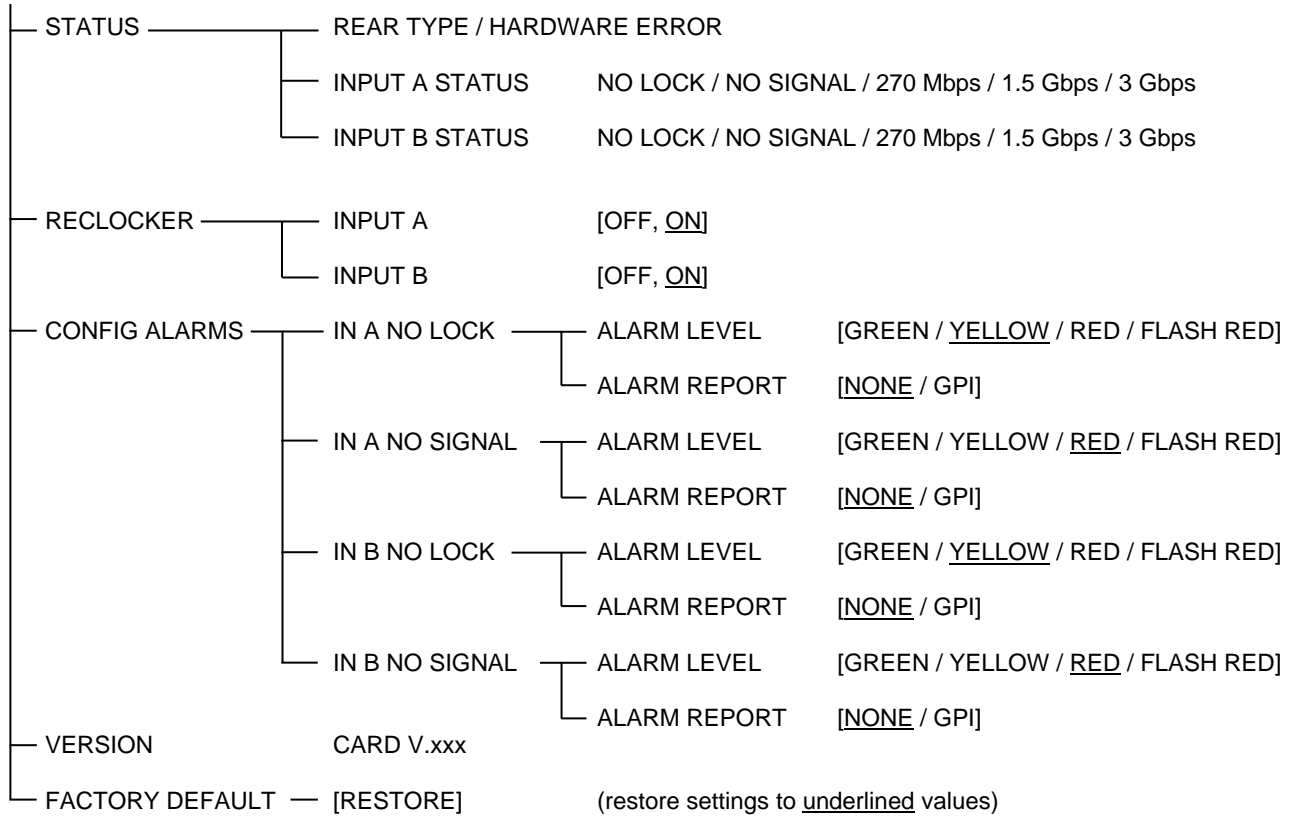 STATUS REAR TYPE / HARDWARE ERROR
INPUT A STATUS NO LOCK / NO SIGNAL / 270 Mbps / 1.5 Gbps / 3 Gbps
INPUT B STATUS NO LOCK / NO SIGNAL / 270 Mbps / 1.5 Gbps / 3 Gbps
RECLOCKER INPUT A [OFF, ON]
INPUT B [OFF, ON]
CONFIG ALARMS IN A NO LOCK ALARM LEVEL [GREEN / YELLOW / RED / FLASH RED]
ALARM REPORT [NONE / GPI]
IN A NO SIGNAL ALARM LEVEL [GREEN / YELLOW / RED / FLASH RED]
ALARM REPORT [NONE / GPI]
IN B NO LOCK ALARM LEVEL [GREEN / YELLOW / RED / FLASH RED]
ALARM REPORT [NONE / GPI]
IN B NO SIGNAL ALARM LEVEL [GREEN / YELLOW / RED / FLASH RED]
ALARM REPORT [NONE / GPI]
VERSION CARD V.xxx
FACTORY DEFAULT [RESTORE] (restore settings to underlined values)